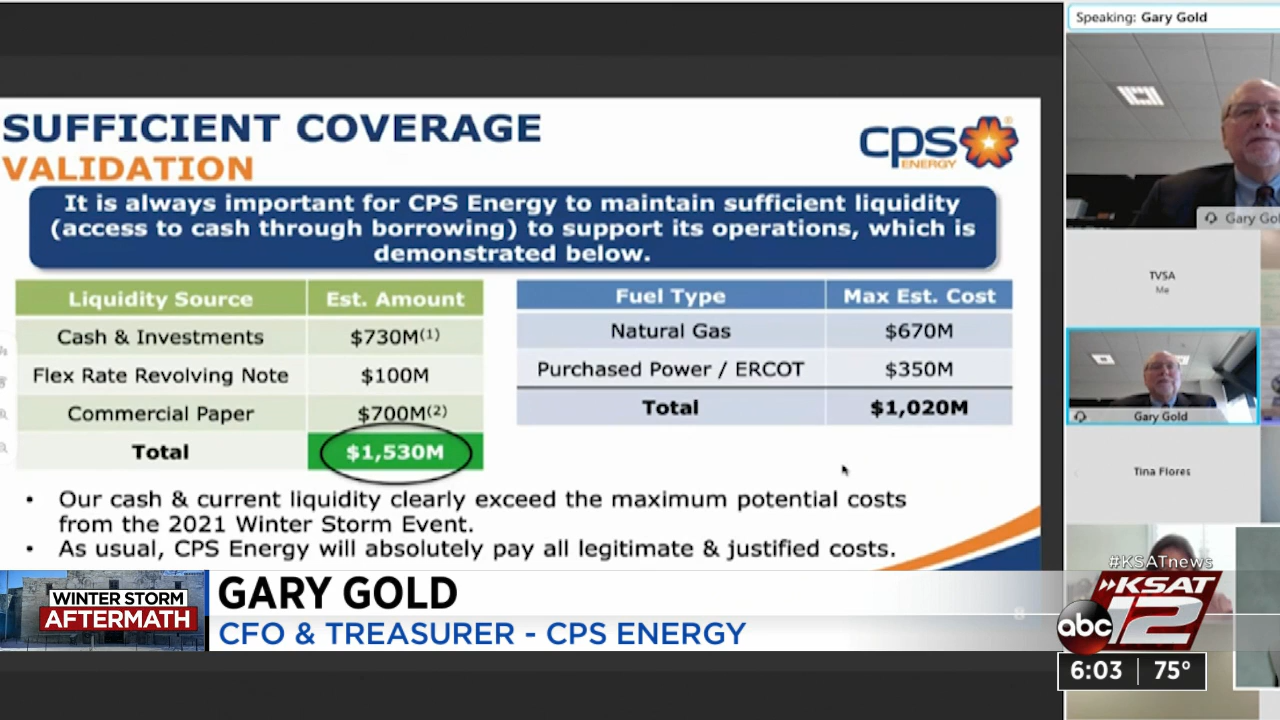 Speaking: Gary Gold
SUFFICIENT COVERAGE
VALIDATION
cps
ENERGY
It is always important for CPS Energy to maintain sufficient liquidity
(access to cash through borrowing) to support its operations, which is
demonstrated below.
Liquidity Source Est. Amount
Cash & Investments $730M(1)
Flex Rate Revolving Note $100M
Commercial Paper $700M(2)
Total $1,530M
Fuel Type Max Est. Cost
Natural Gas $670M
Purchased Power / ERCOT $350M
Total $1,020M
• Our cash & current liquidity clearly exceed the maximum potential costs
from the 2021 Winter Storm Event.
• As usual, CPS Energy will absolutely pay all legitimate & justified costs.
Gary Gol
TVSA
Me
Gary Gold
Tina Flores
WINTER STORM
AFTERMATH
GARY GOLD
CFO & TREASURER - CPS ENERGY
8
#KSATnews
KSAT
abc 12
6:03 75°